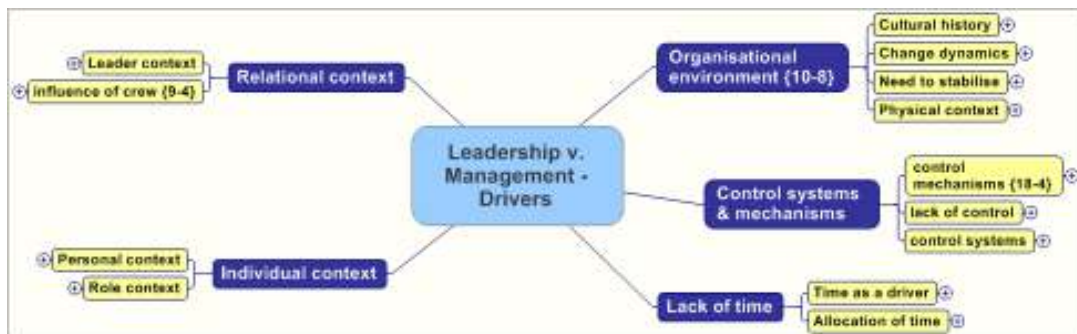 Leadership v.
Management -
Drivers
Relational context
Leader context
influence of crew {9-4}
Individual context
Personal context
Role context
Organisational
environment {10-8}
Cultural history
Change dynamics
Need to stabilise
Physical context
Control systems
& mechanisms
control
mechanisms {18-4}
lack of control
control systems
Lack of time
Time as a driver
Allocation of time